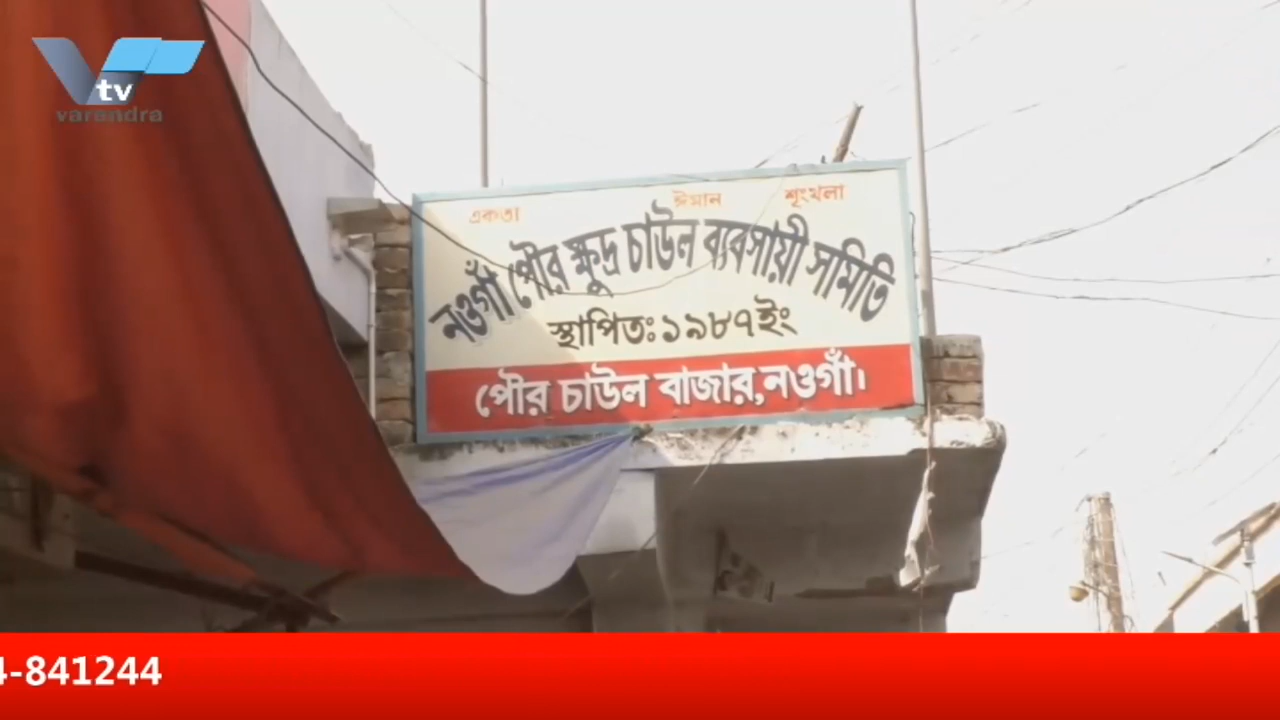 tv
varendra
একতা ঈমান শৃংখলা
নওগাঁ পৌর ক্ষুদ্র চাউল ব্যবসায়ী সমিতি
স্থাপিতঃ ১৯৮৭ইং
পৌর চাউল বাজার,নওগাঁ।
4-841244